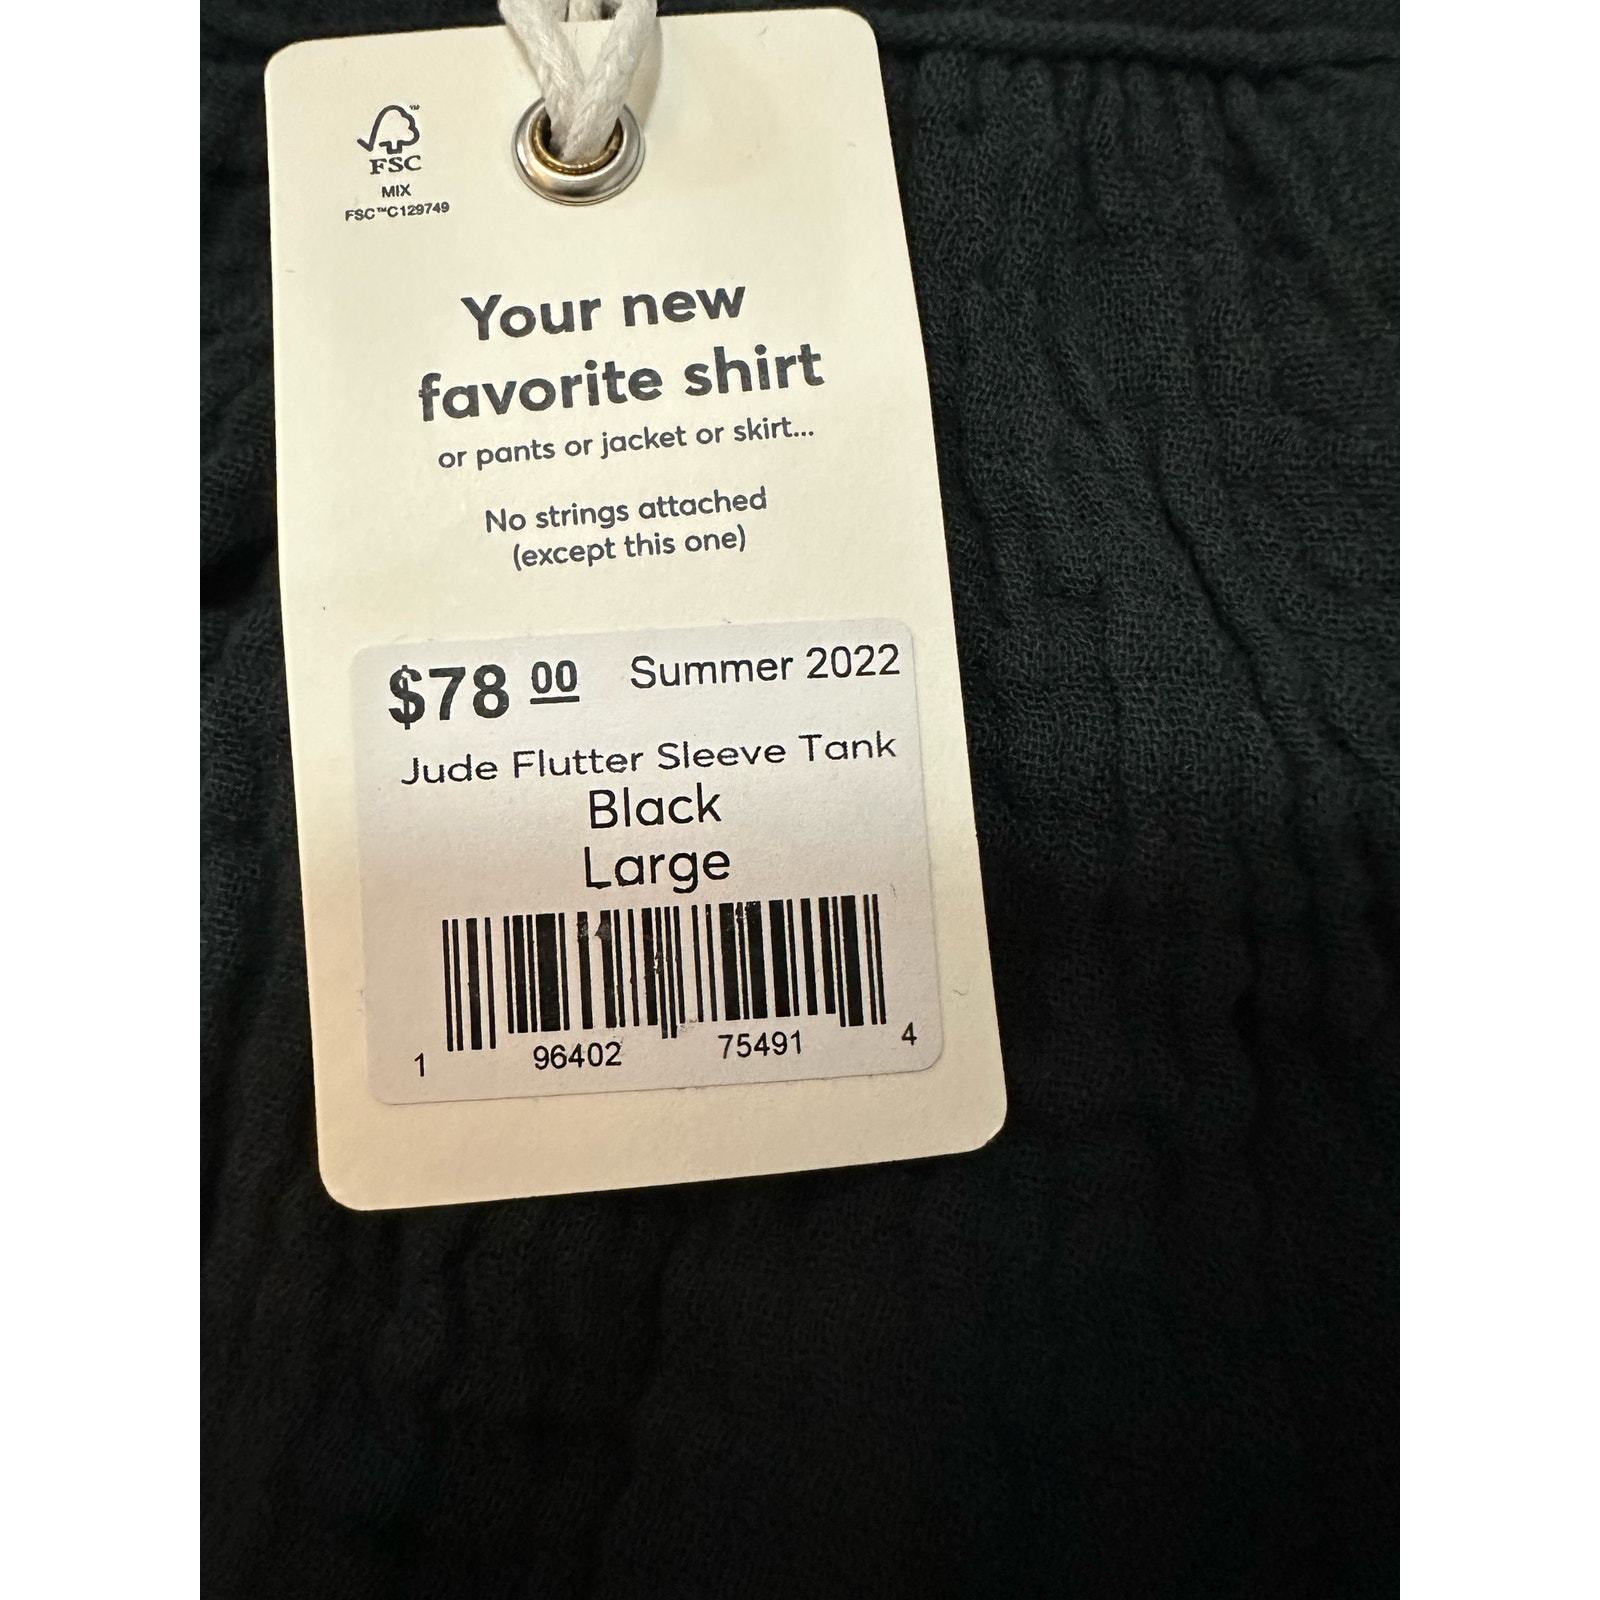 FSC™
MIX
FSC™C129749
Your new
favorite shirt
or pants or jacket or skirt...
No strings attached
(except this one)
$78 00 Summer 2022
Jude Flutter Sleeve Tank
Black
Large
1 96402 75491 4